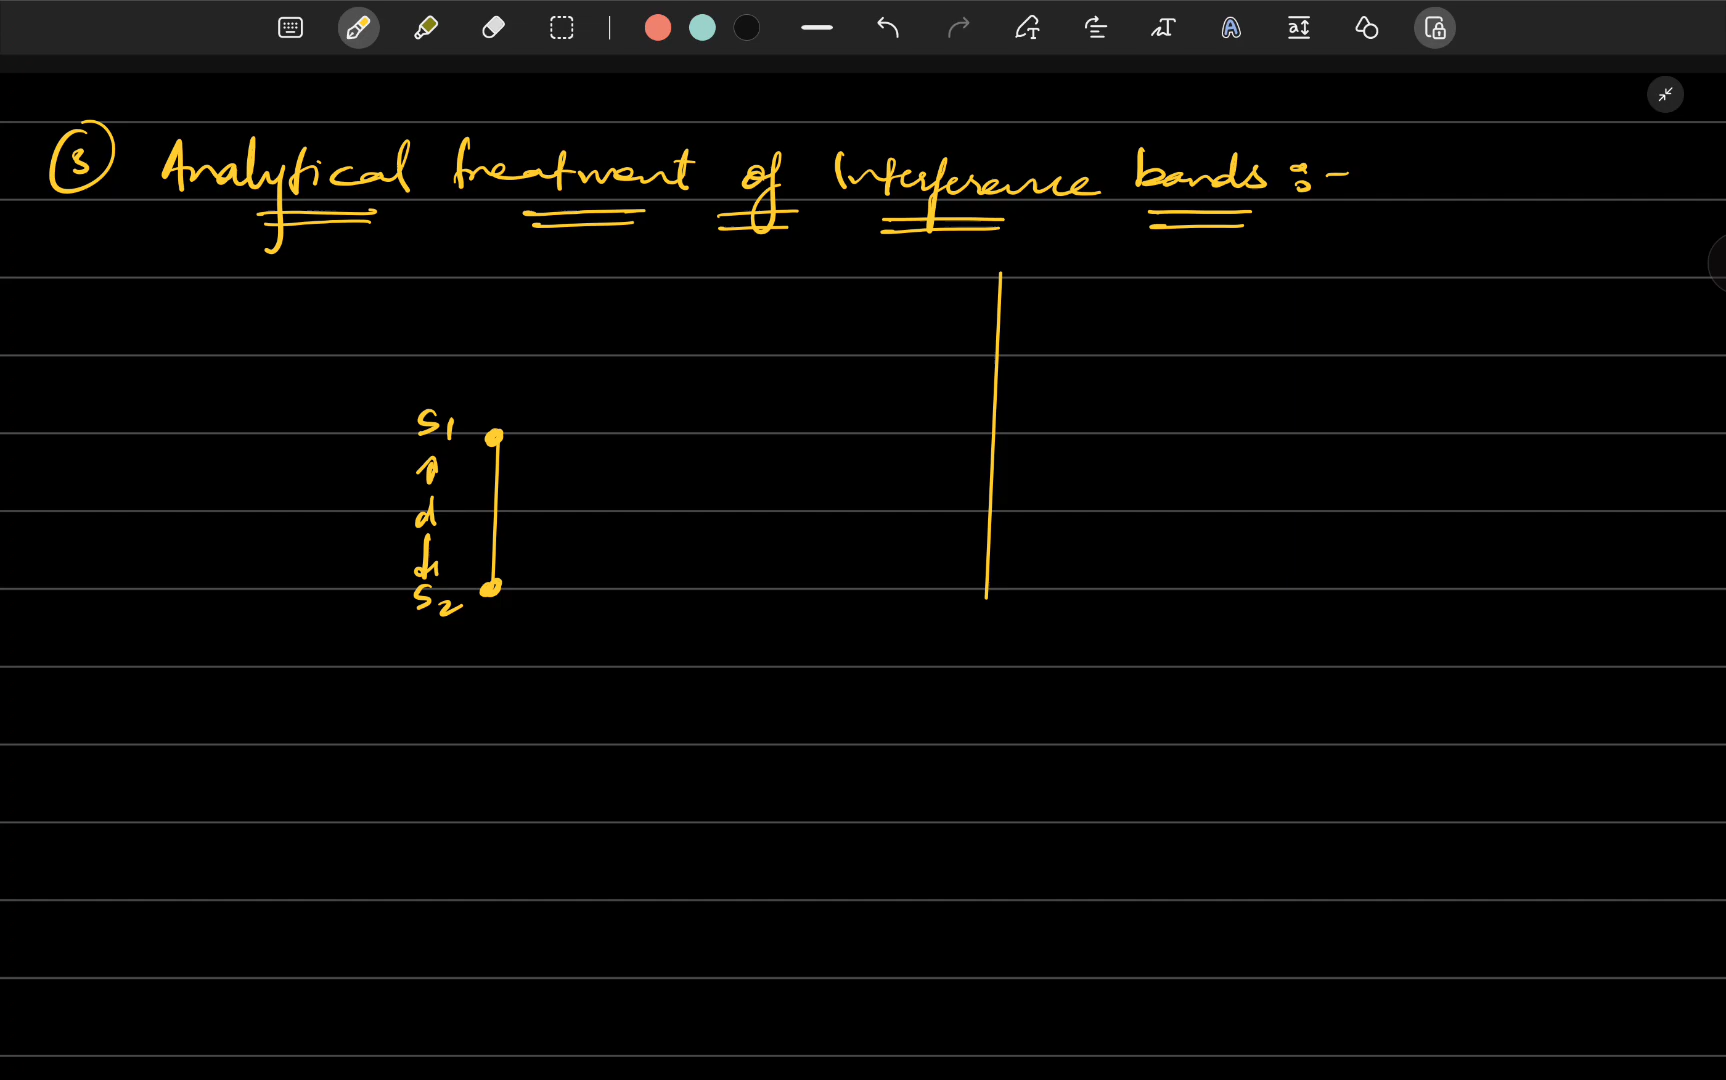 ③ Analytical treatment of Interference bands :-
S₁
d
S₂